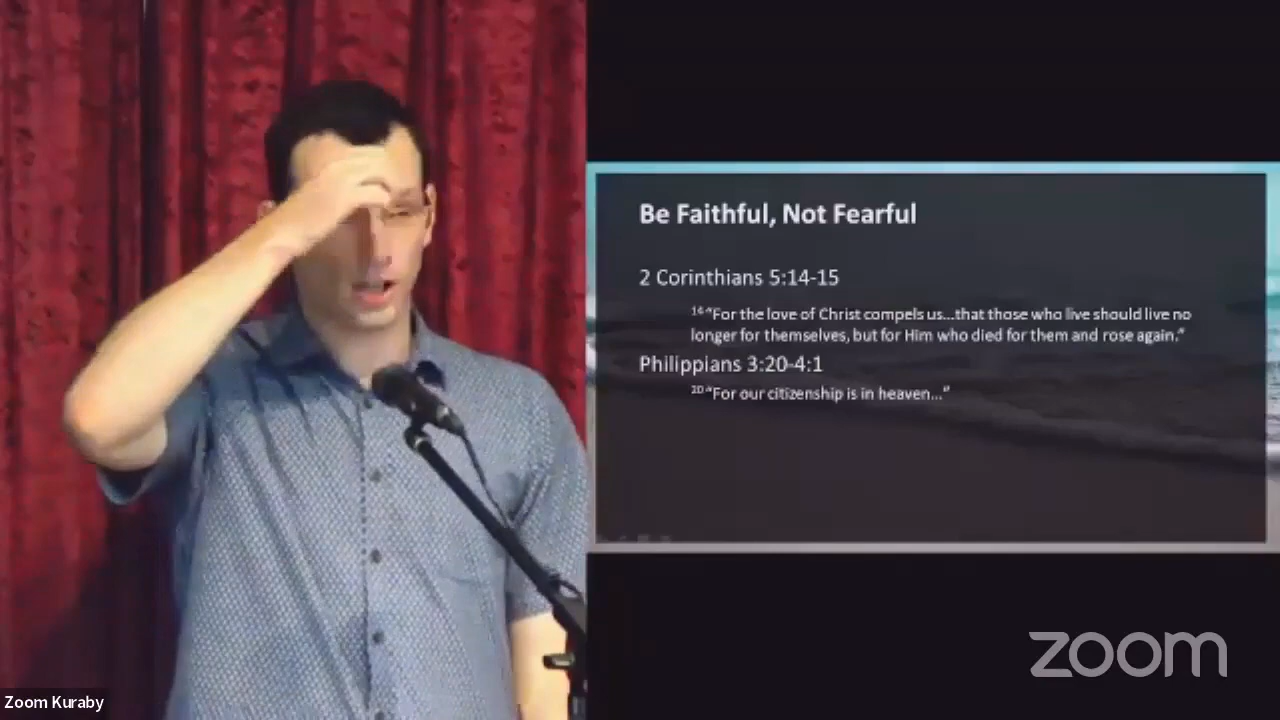 Be Faithful, Not Fearful
2 Corinthians 5:14-15
14 "For the love of Christ compels us...that those who live should live no
longer for themselves, but for Him who died for them and rose again."
Philippians 3:20-4:1
20 "For our citizenship is in heaven..."
zoom
Zoom Kuraby